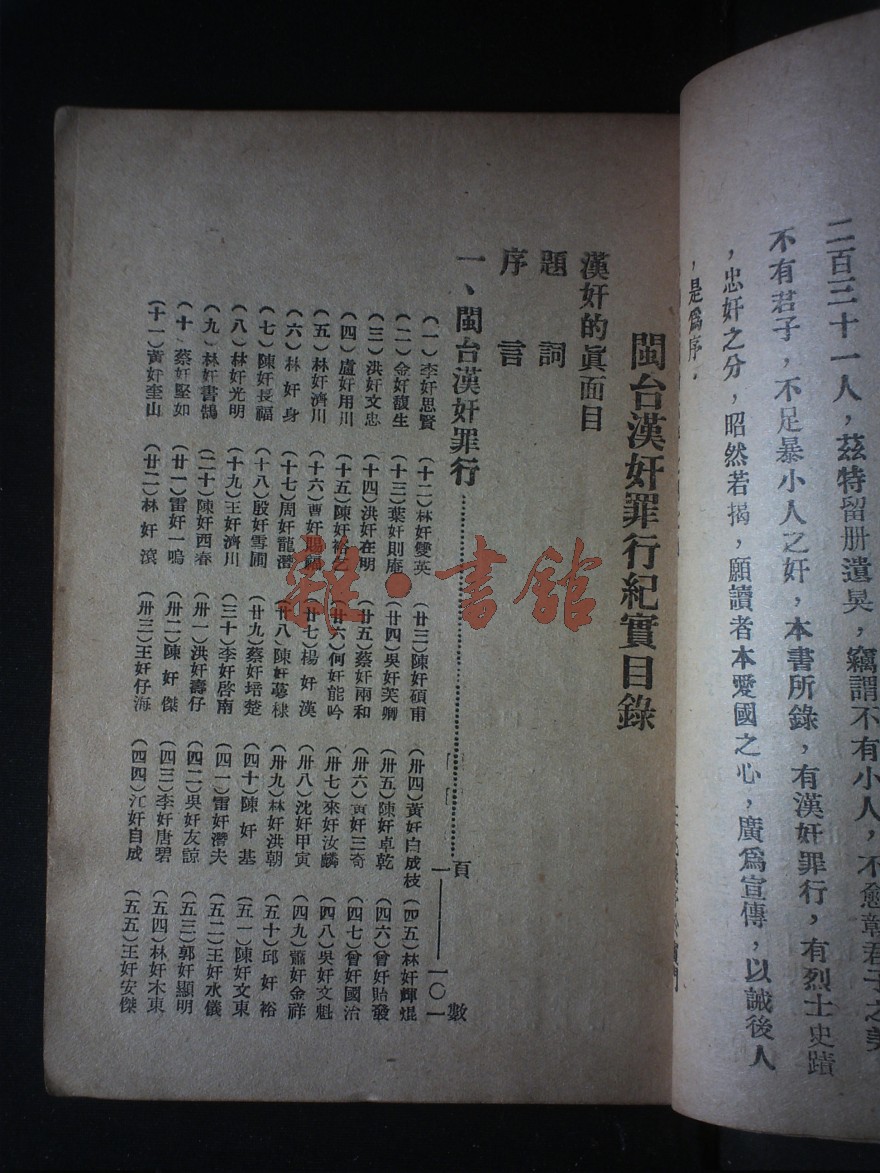 二百三十一人，茲特留册遺臭，竊謂不有小人，不愈彰君子之美
不有君子，不足暴小人之奸，本書所錄，有漢奸罪行，有烈士史蹟
，忠奸之分，昭然若揭，願讀者本愛國之心，廣爲宣傳，以誡後人
，是爲序．
閩台漢奸罪行紀實目錄
漢奸的眞面目
題詞
序言
一、閩台漢奸罪行…………頁數 一——一〇一
（一）李奸思賢
（二）金奸馥生
（三）洪奸文忠
（四）盧奸用川
（五）林奸濟川
（六）林奸身
（七）陳奸長福
（八）林奸光明
（九）林奸書鵠
（十）蔡奸堅如
（十一）黃奸奎山
（十二）林奸雙英
（十三）葉奸則庵
（十四）洪奸在明
（十五）陳奸裕乞
（十六）曹奸賜福
（十七）周奸龍濳
（十八）殷奸雪圃
（十九）王奸濟川
（二十）陳奸西春
（廿一）雷奸一鳴
（廿二）林奸滨
（廿三）陳奸碩甫
（廿四）吳奸芙卿
（廿五）蔡奸雨和
（廿六）何奸能吟
（廿七）楊奸漢
（廿八）陳奸夢棣
（廿九）蔡奸培楚
（三十）李奸啓南
（卅一）洪奸壽仔
（卅二）陳奸傑
（卅三）王奸仔海
（卅四）黃奸白成枝
（卅五）陳奸卓乾
（卅六）黃奸三奇
（卅七）來奸汝麟
（卅八）沈奸甲寅
（卅九）林奸洪朝
（四十）陳奸基
（四一）雷奸濳夫
（四二）吳奸友諒
（四三）李奸唐碧
（四四）江奸自成
（四五）林奸輝焜
（四六）曾奸貽發
（四七）曾奸國治
（四八）吳奸文魁
（四九）蕭奸金祥
（五十）邱奸裕
（五一）陳奸文東
（五二）王奸水儀
（五三）郭奸顯明
（五四）林奸木東
（五五）王奸安傑
雜·書館